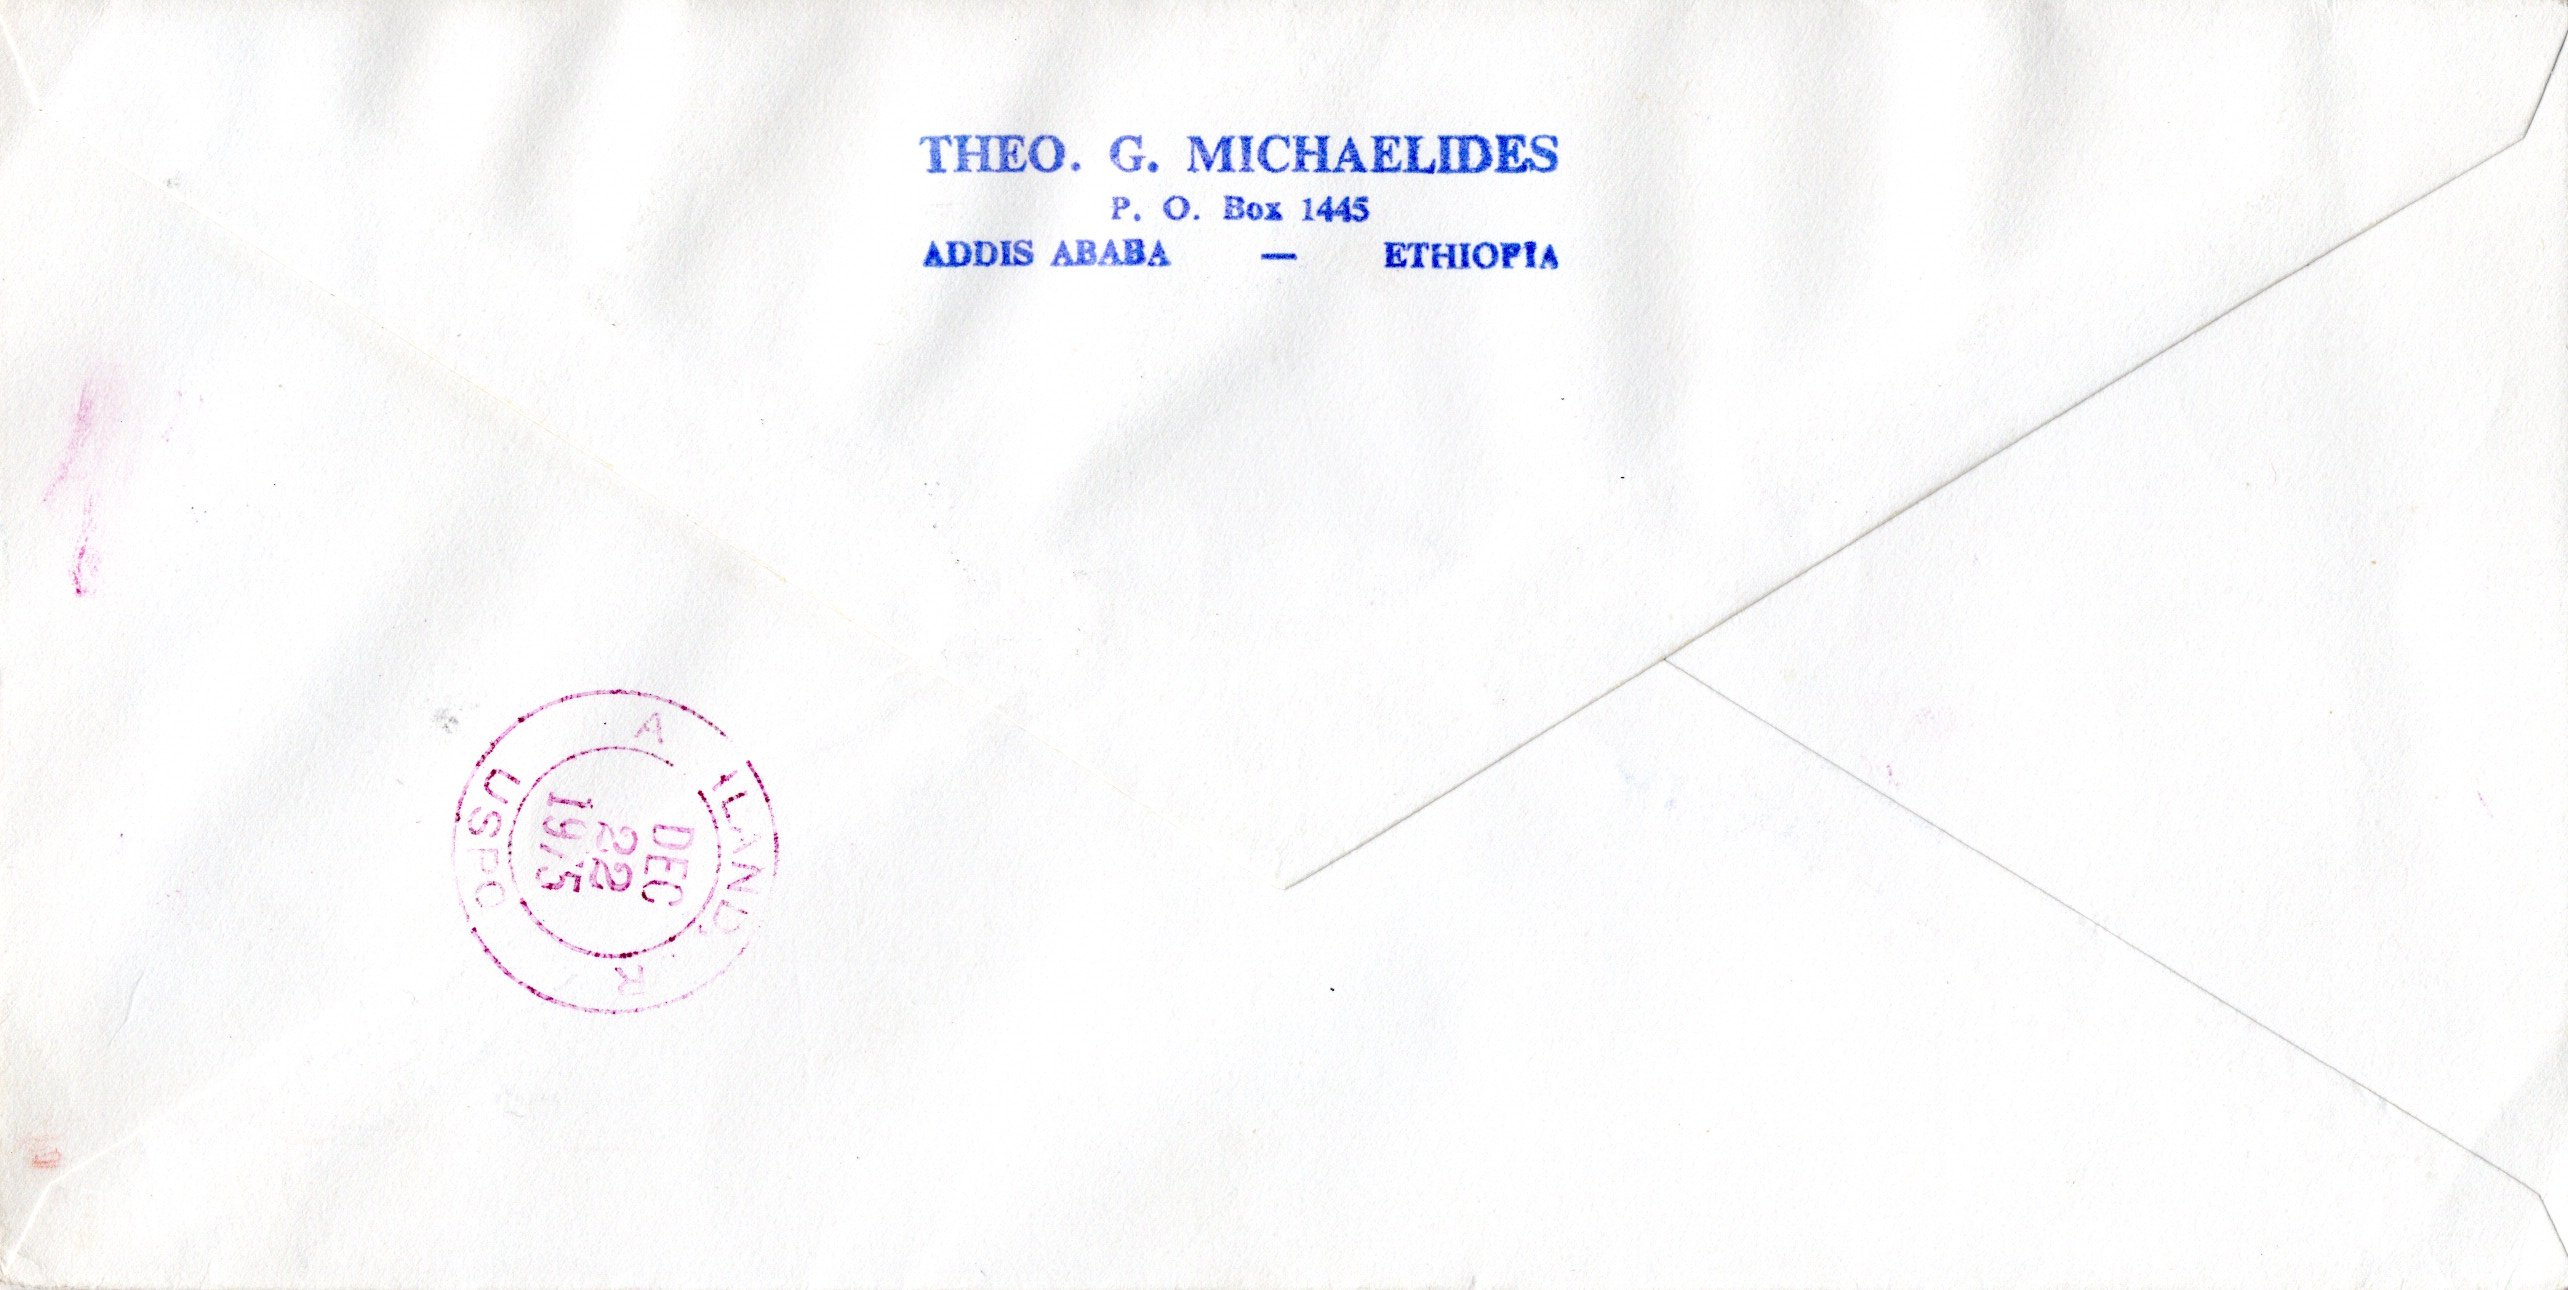 THEO. G. MICHAELIDES
P. O. Box 1445
ADDIS ABABA — ETHIOPIA
DEC
22
1975
USPO
A
R